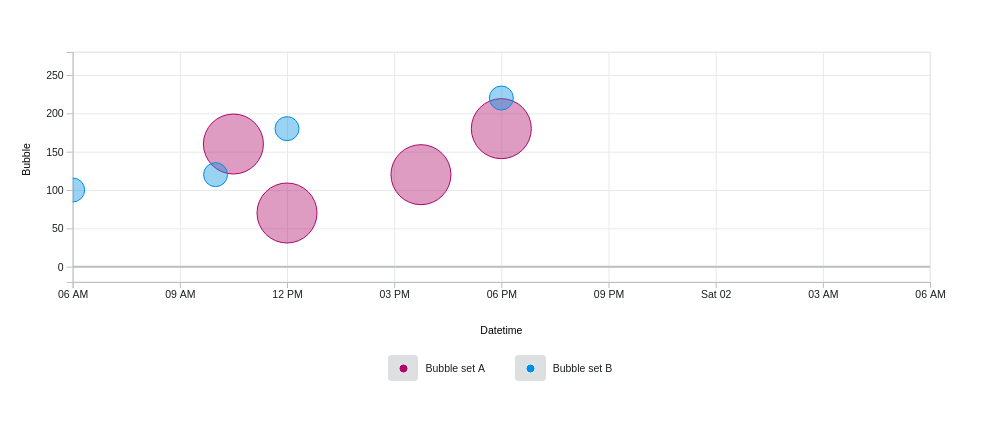 250
200
150
100
50
0
Bubble
06 AM 09 AM 12 PM 03 PM 06 PM 09 PM Sat 02 03 AM 06 AM
Datetime
Bubble set A Bubble set B